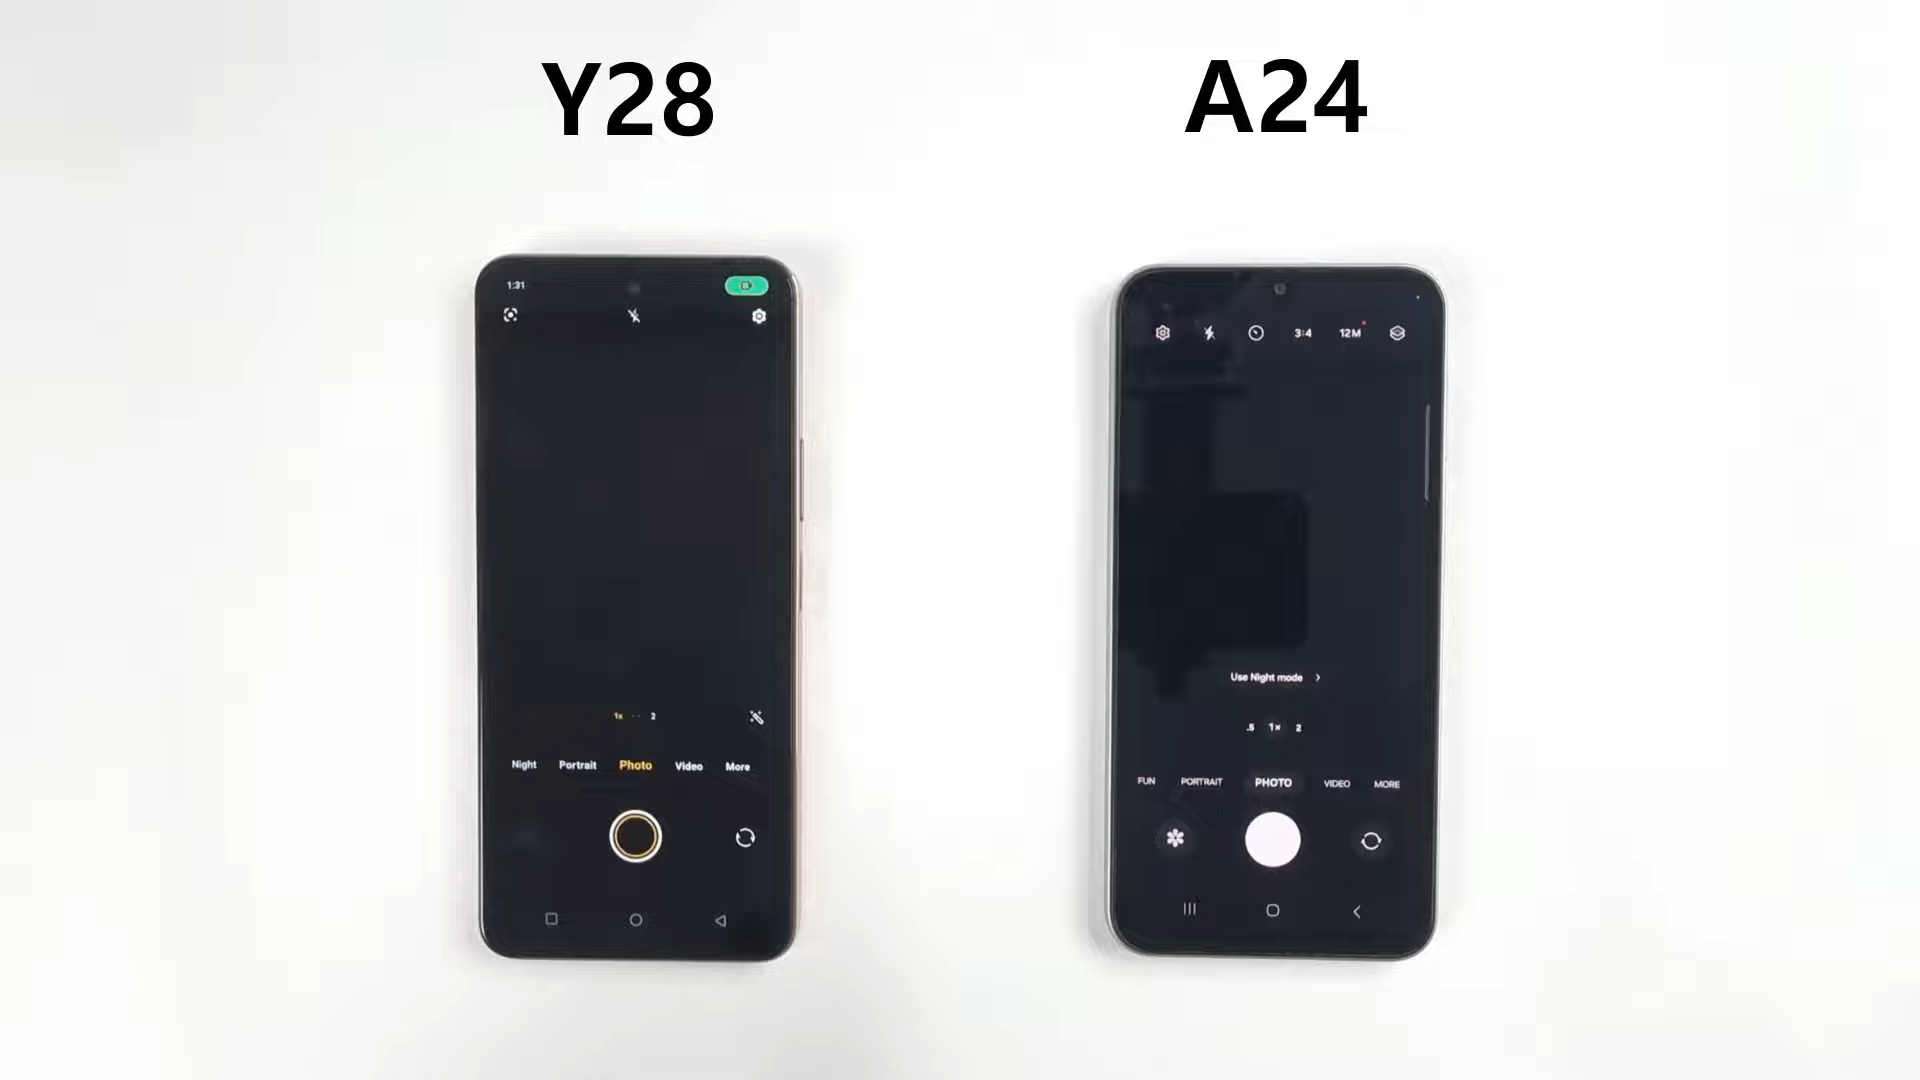 Y28
A24
1:31
1x 2
Night Portrait Photo Video More
3:4 12M
Use Night mode
.5 1x 2
FUN PORTRAIT PHOTO VIDEO MORE